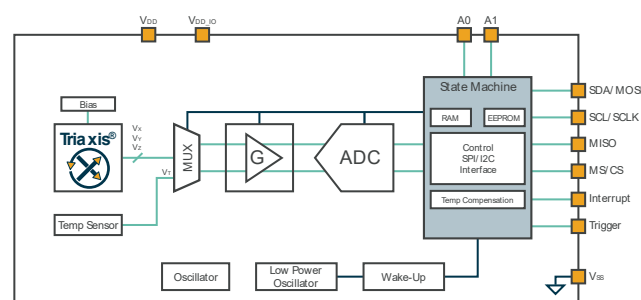 VDD
VDD_IO
A0
A1
State Machine
SDA/ MOS
Bias
RAM
EEPROM
SCL/ SCLK
Triaxis®
VX
VY
VZ
MUX
G
ADC
Control
SPI/ I2C
Interface
MISO
MS/CS
VT
Temp Compensation
Interrupt
Temp Sensor
Trigger
Oscillator
Low Power
Oscillator
Wake-Up
VSS